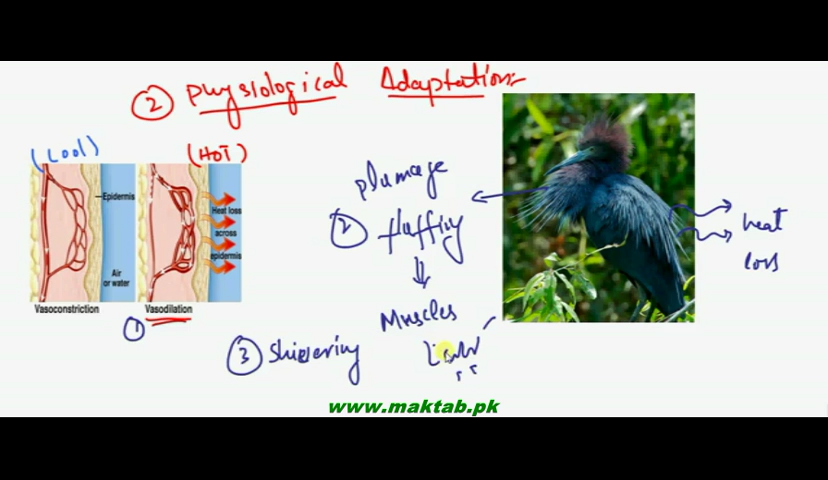 ② Physiological Adaptations
(Cool)
(HOT)
Epidermis
Heat loss
across
epidermis
Air
or water
Vasoconstriction
Vasodilation
①
plumage
② fluffing
heat
loss
Muscles
③ Shivering
www.maktab.pk